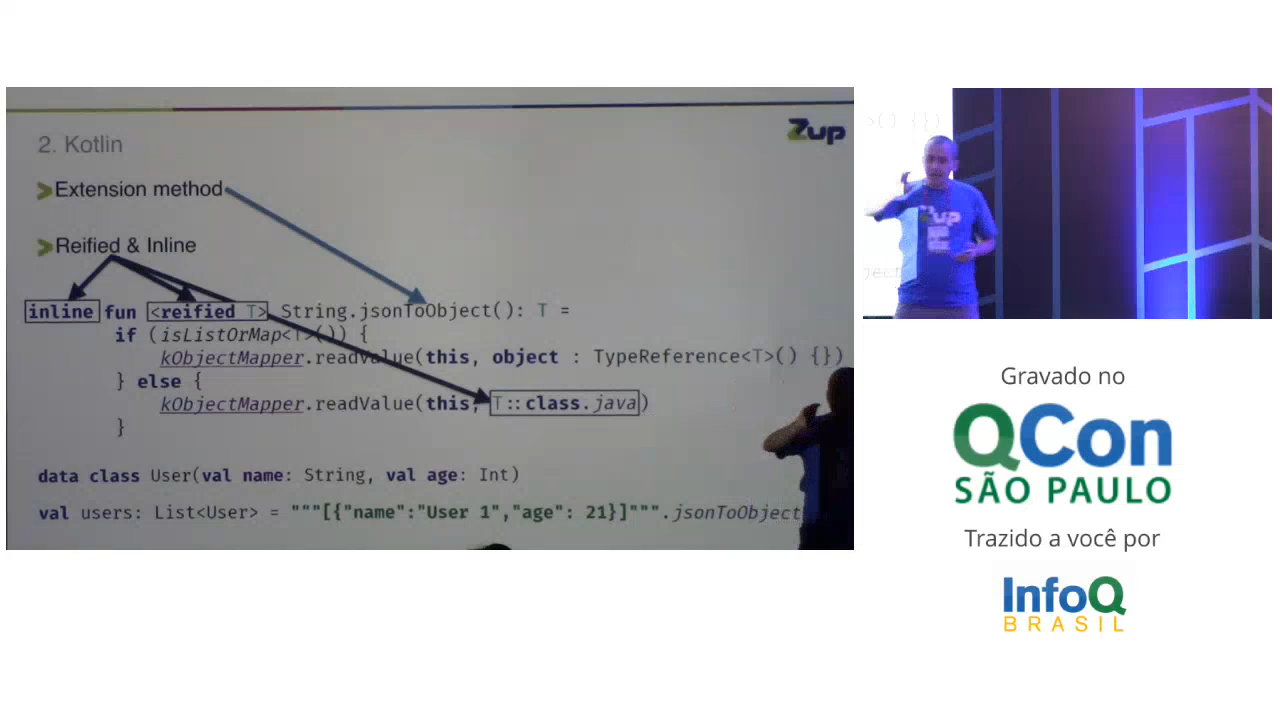 Zup
2. Kotlin
Extension method
Reified & Inline
inline fun <reified T> String.jsonToObject(): T =
if (isListOrMap<T>()) {
kObjectMapper.readValue(this, object : TypeReference<T>() {})
} else {
kObjectMapper.readValue(this, T::class.java)
}
data class User(val name: String, val age: Int)
val users: List<User> = """[{"name":"User 1","age": 21}]""".jsonToObject
() {})
zup
ject
Gravado no
QCon
SÃO PAULO
Trazido a você por
InfoQ
BRASIL